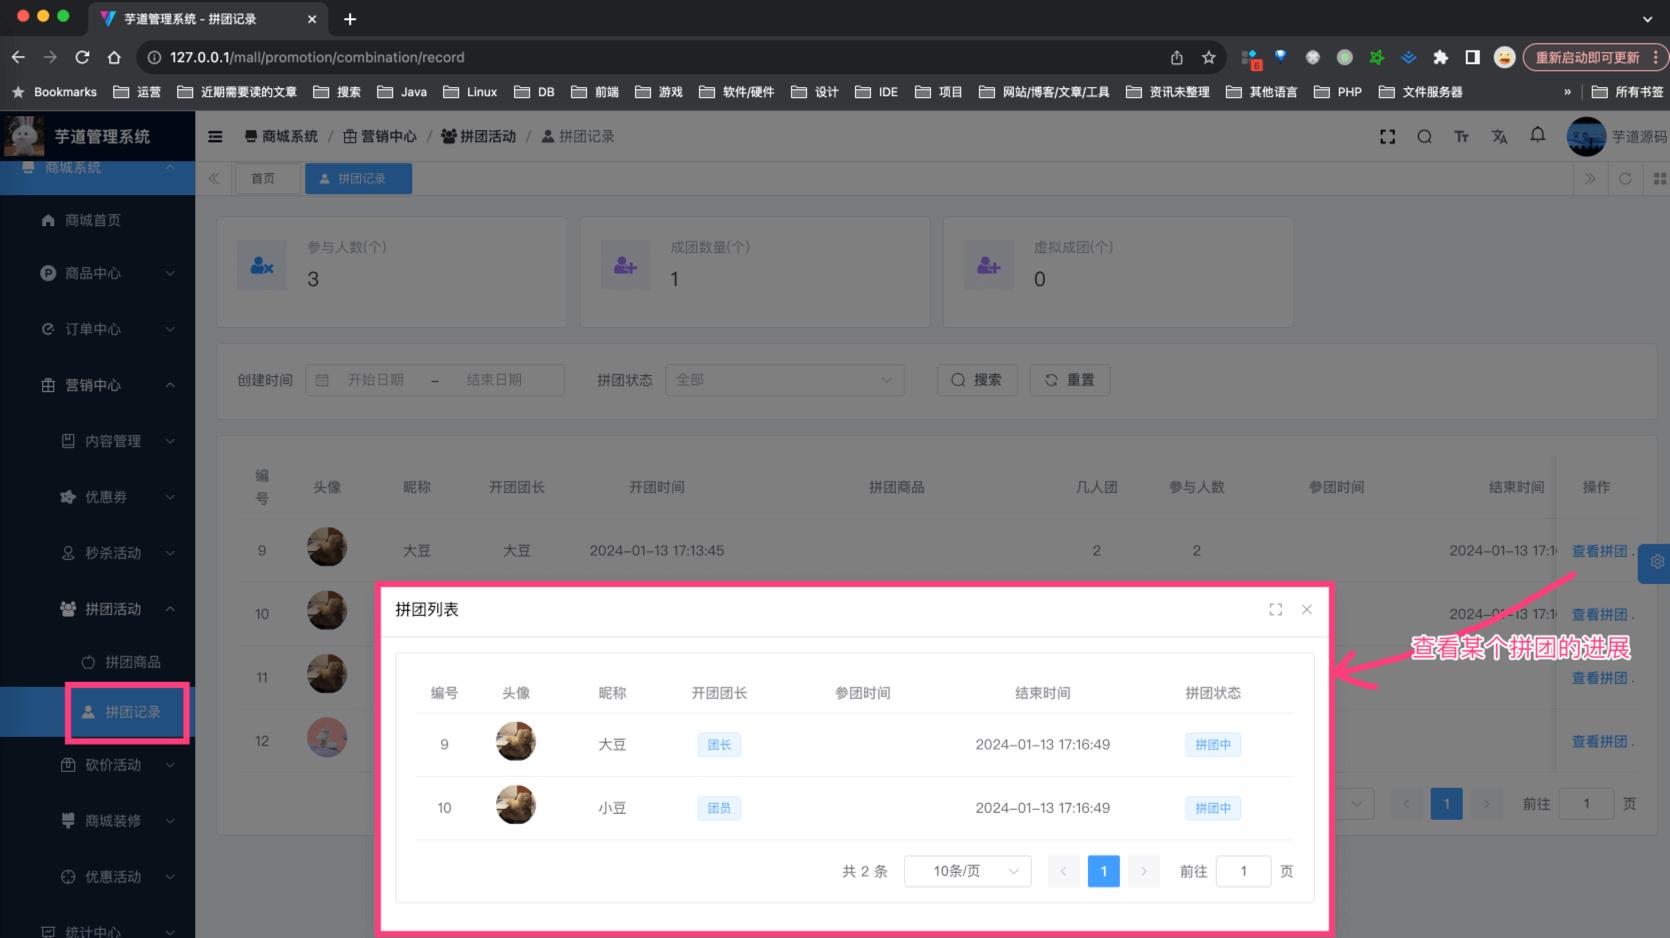 芋道管理系统 - 拼团记录
127.0.0.1/mall/promotion/combination/record
6
重新启动即可更新
Bookmarks 运营 近期需要读的文章 搜索 Java Linux DB 前端 游戏 软件/硬件 设计 IDE 项目 网站/博客/文章/工具 资讯未整理 其他语言 PHP 文件服务器 » 所有书签
芋道管理系统
商城系统 / 营销中心 / 拼团活动 / 拼团记录
芋道源码
商城系统
首页
拼团记录
商城首页
商品中心
订单中心
营销中心
内容管理
优惠券
秒杀活动
拼团活动
拼团商品
拼团记录
砍价活动
商城装修
优惠活动
统计中心
参与人数(个)
3
成团数量(个)
1
虚拟成团(个)
0
创建时间 开始日期 - 结束日期 拼团状态 全部 搜索 重置
编号 头像 昵称 开团团长 开团时间 拼团商品 几人团 参与人数 参团时间 结束时间 操作
9 大豆 大豆 2024-01-13 17:13:45 2 2 2024-01-13 17:1 查看拼团 .
10 2024-01-13 17:1 查看拼团 .
11 查看拼团 .
12 查看拼团 .
1 前往 1 页
查看某个拼团的进展
拼团列表
编号 头像 昵称 开团团长 参团时间 结束时间 拼团状态
9 大豆 团长 2024-01-13 17:16:49 拼团中
10 小豆 团员 2024-01-13 17:16:49 拼团中
共 2 条 10条/页 1 前往 1 页